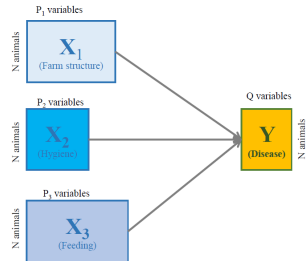 P₁ variables
N animals
X₁
(Farm structure)
P₂ variables
N animals
X₂
(Hygiene)
Q variables
Y
(Disease)
N animals
P₃ variables
N animals
X₃
(Feeding)